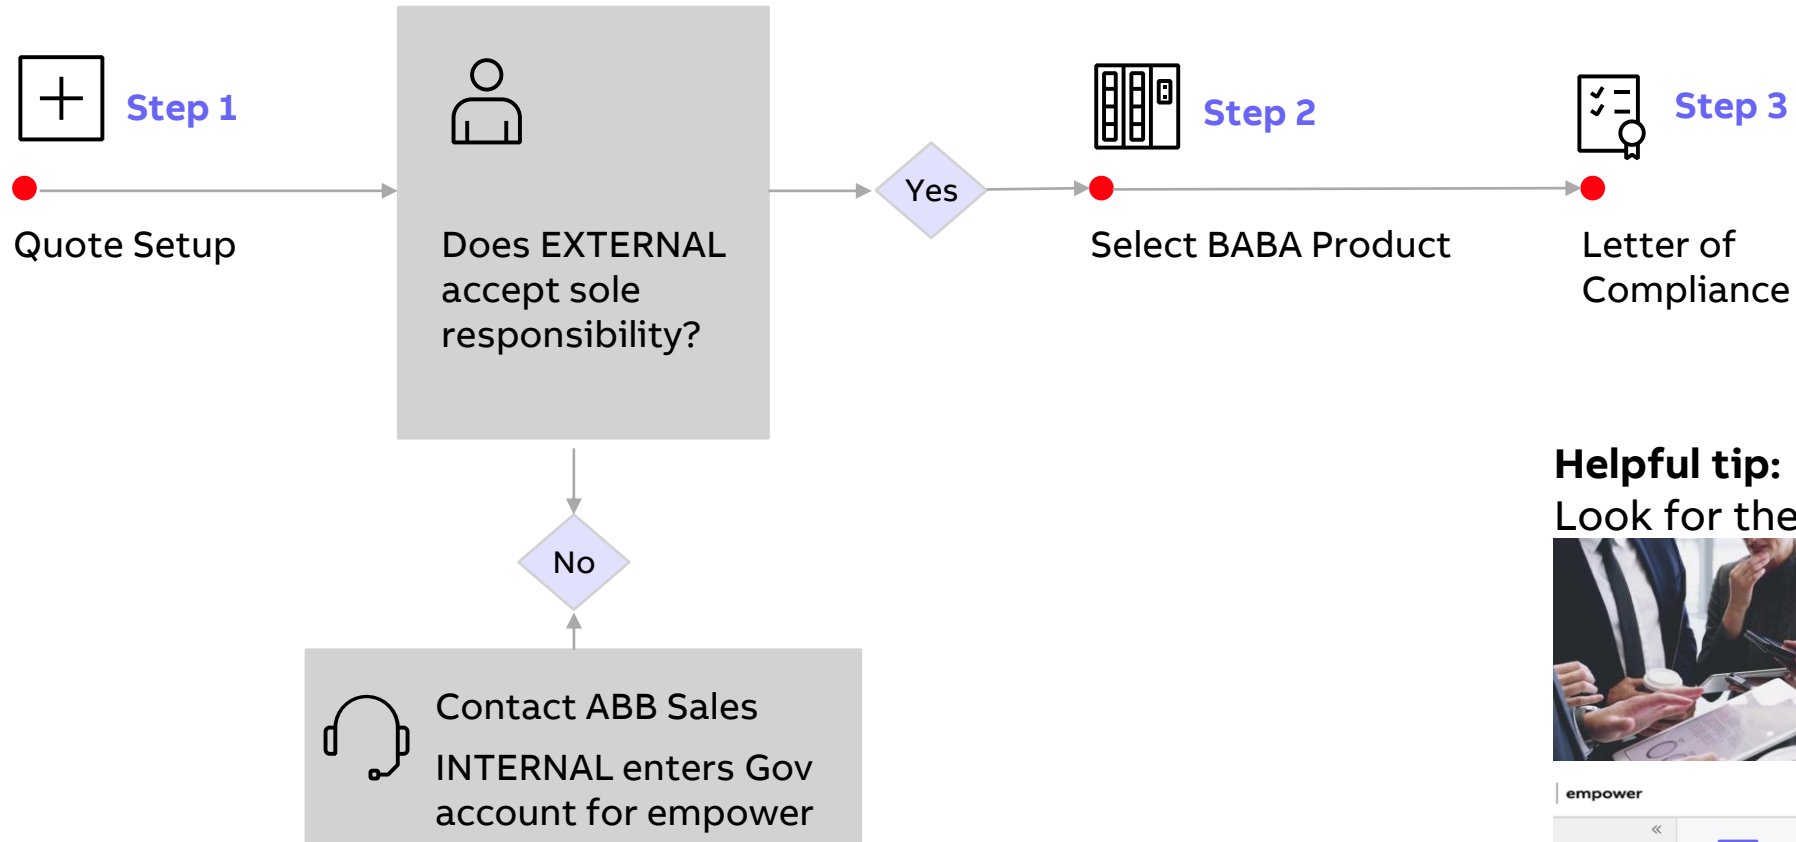 Step 1
Quote Setup
Does EXTERNAL
accept sole
responsibility?
Yes
Step 2
Select BABA Product
Step 3
Letter of
Compliance
No
Contact ABB Sales
INTERNAL enters Gov
account for empower
Helpful tip:
Look for the
empower
«